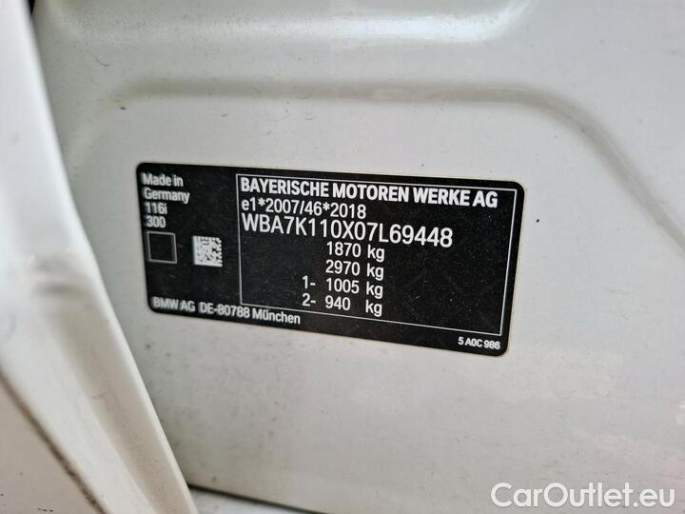 Made in
Germany
116i
300
BAYERISCHE MOTOREN WERKE AG
e1*2007/46*2018
WBA7K110X07L69448
1870 kg
2970 kg
1- 1005 kg
2- 940 kg
BMW AG DE-80788 München
5 A0C 986
CarOutlet.eu